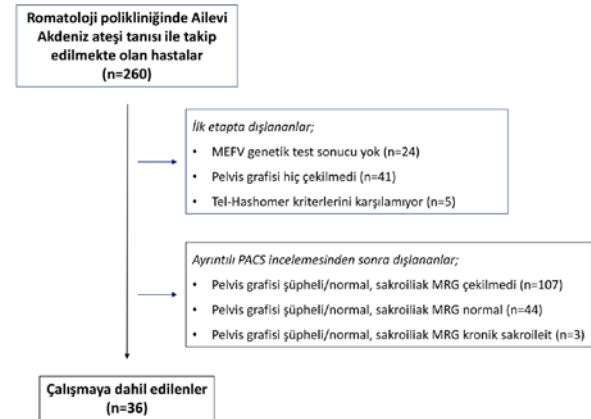 Romatoloji polikliniğinde Ailevi
Akdeniz ateşi tanısı ile takip
edilmekte olan hastalar
(n=260)
İlk etapta dışlananlar;
• MEFV genetik test sonucu yok (n=24)
• Pelvis grafisi hiç çekilmedi (n=41)
• Tel-Hashomer kriterlerini karşılamıyor (n=5)
Ayrıntılı PACS incelemesinden sonra dışlananlar;
• Pelvis grafisi şüpheli/normal, sakroiliak MRG çekilmedi (n=107)
• Pelvis grafisi şüpheli/normal, sakroiliak MRG normal (n=44)
• Pelvis grafisi şüpheli/normal, sakroiliak MRG kronik sakroileit (n=3)
Çalışmaya dahil edilenler
(n=36)